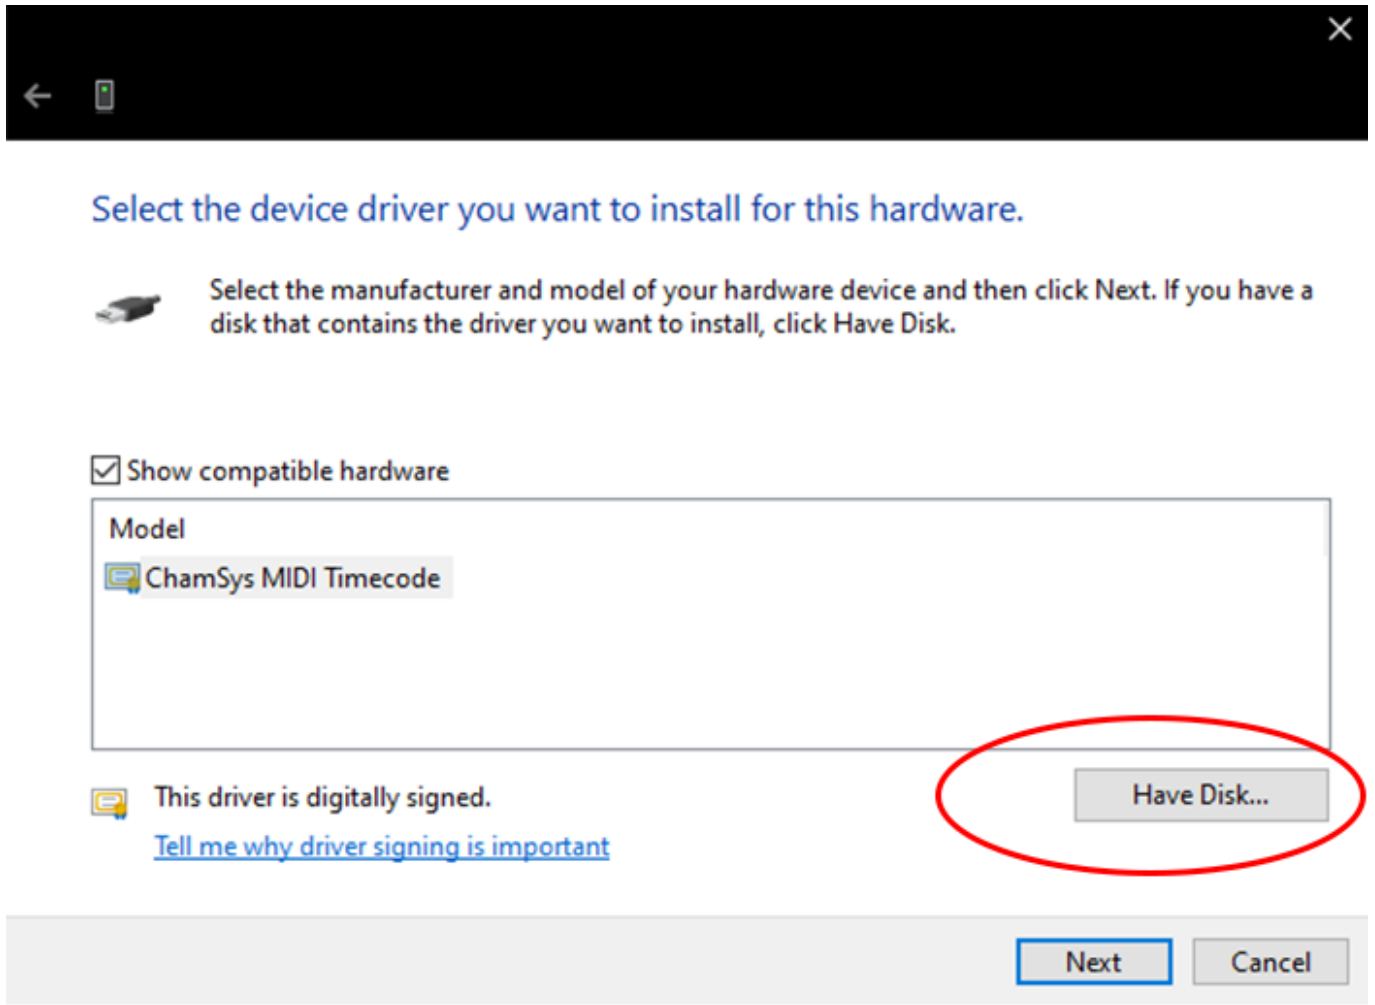 Select the device driver you want to install for this hardware.
Select the manufacturer and model of your hardware device and then click Next. If you have a
disk that contains the driver you want to install, click Have Disk.
Show compatible hardware
Model
ChamSys MIDI Timecode
This driver is digitally signed.
Have Disk...
Tell me why driver signing is important
Next
Cancel